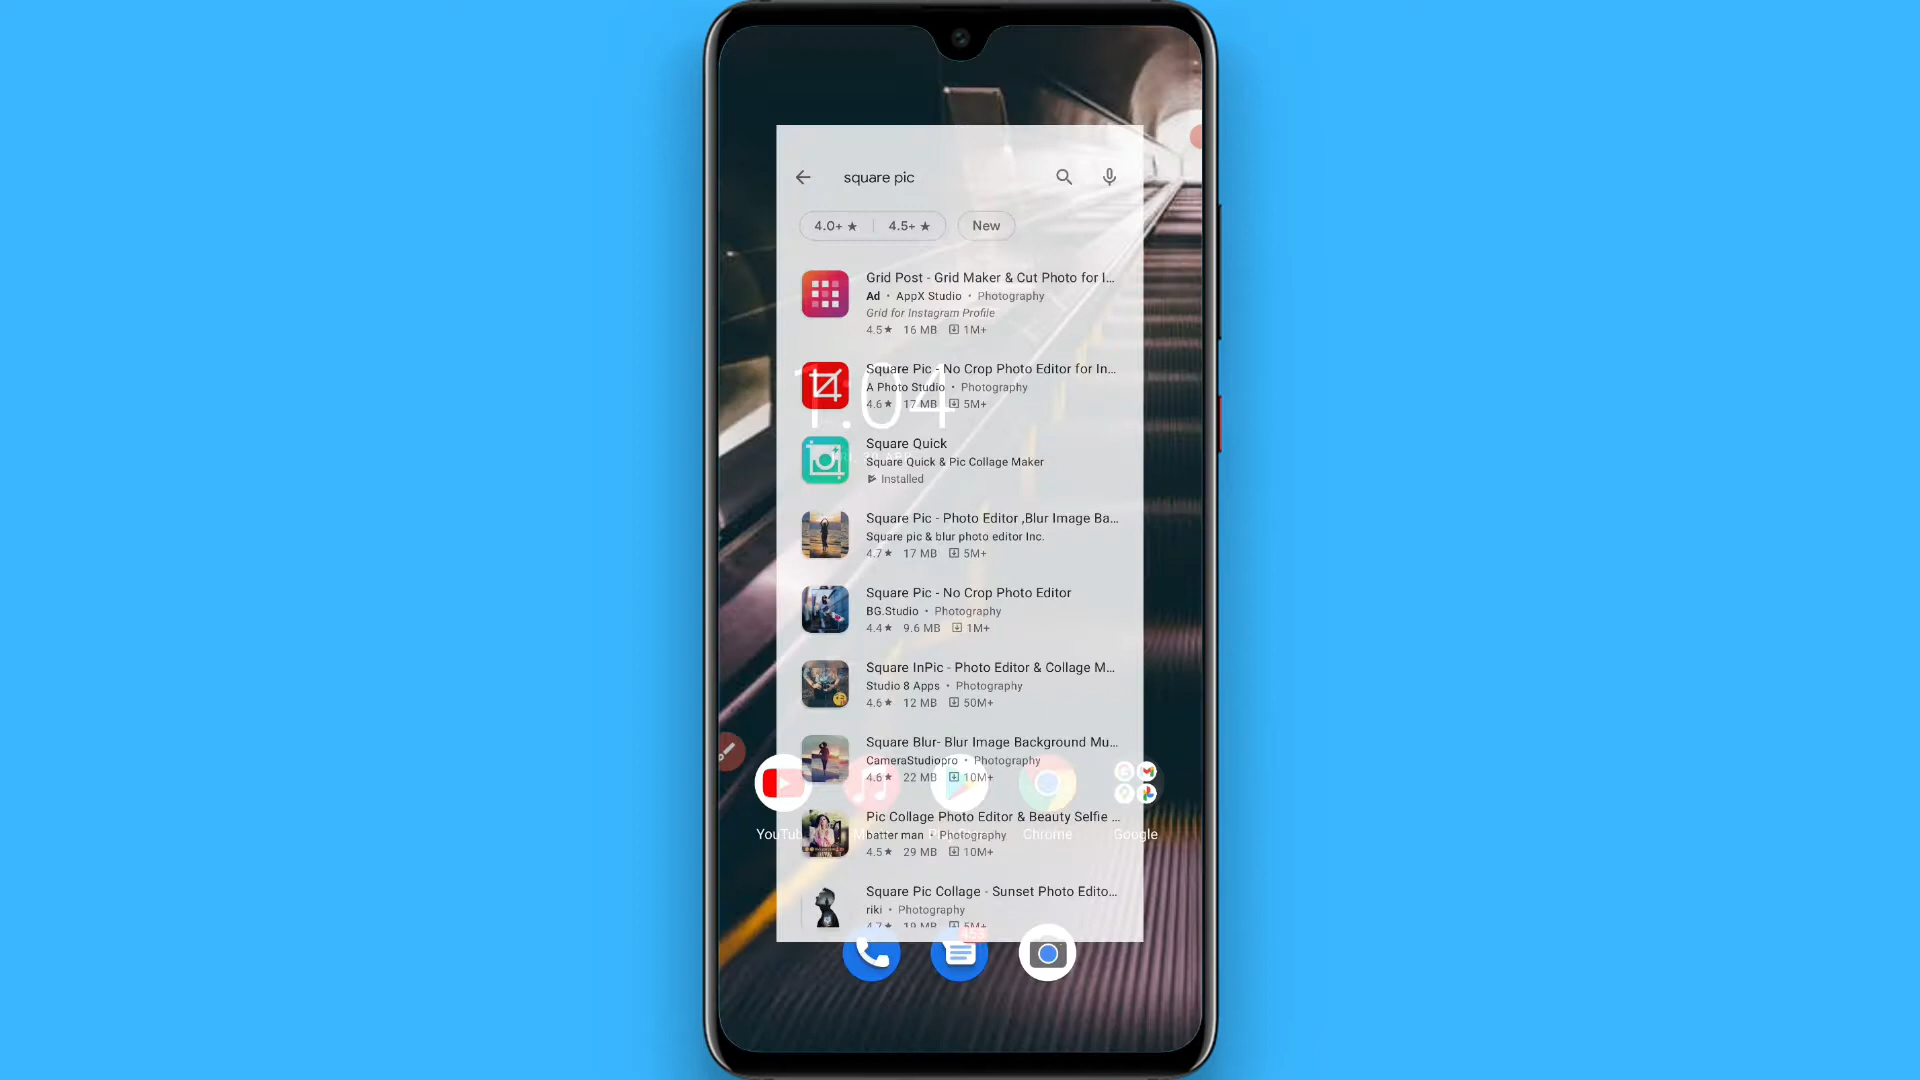 square pic
4.0+ ★ 4.5+ ★ New
Grid Post - Grid Maker & Cut Photo for I...
Ad • AppX Studio • Photography
Grid for Instagram Profile
4.5★ 16 MB 1M+
Square Pic - No Crop Photo Editor for In...
A Photo Studio • Photography
4.6★ 17 MB 5M+
1:04
Square Quick
Square Quick & Pic Collage Maker
Installed
Square Pic - Photo Editor ,Blur Image Ba...
Square pic & blur photo editor Inc.
4.7★ 17 MB 5M+
Square Pic - No Crop Photo Editor
BG.Studio • Photography
4.4★ 9.6 MB 1M+
Square InPic - Photo Editor & Collage M...
Studio 8 Apps • Photography
4.6★ 12 MB 50M+
Square Blur- Blur Image Background Mu...
CameraStudiopro • Photography
4.6★ 22 MB 10M+
Pic Collage Photo Editor & Beauty Selfie ...
batter man • Photography
4.5★ 29 MB 10M+
YouTub Chrome Google
Square Pic Collage - Sunset Photo Edito...
riki • Photography
4.7★ 19 MB 5M+